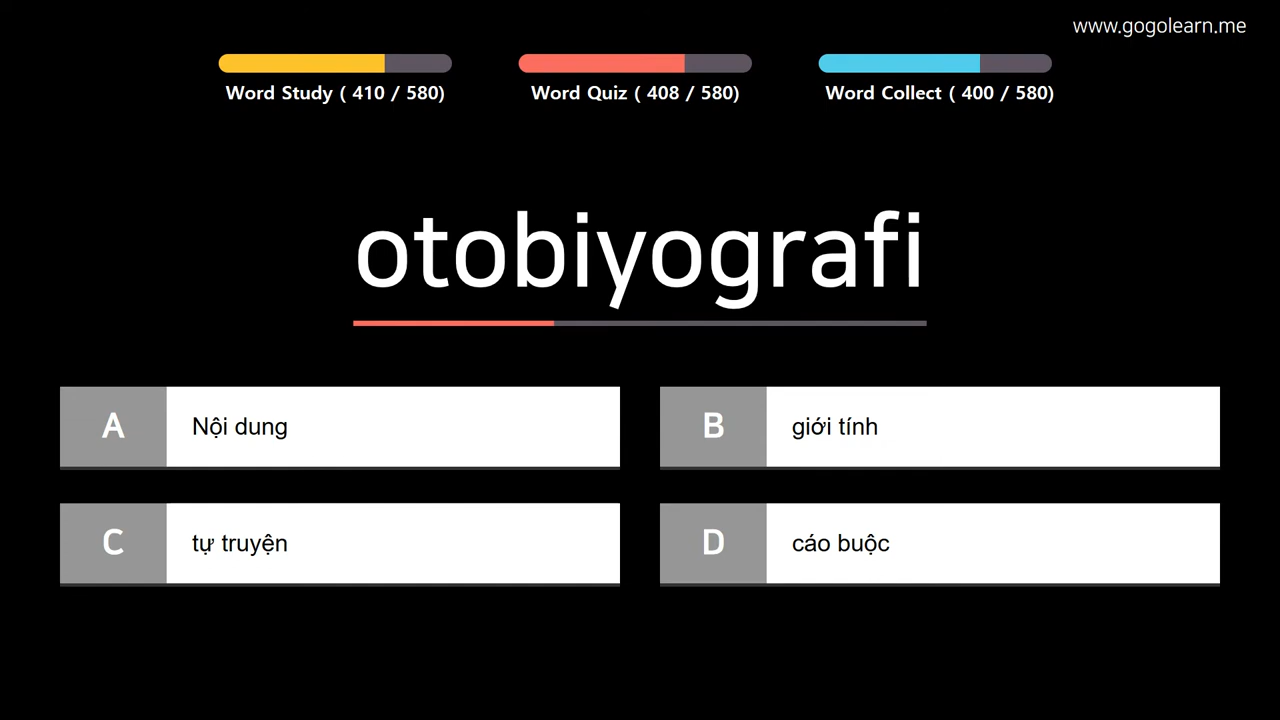 www.gogolearn.me
Word Study ( 410 / 580)
Word Quiz ( 408 / 580)
Word Collect ( 400 / 580)
otobiyografi
A
Nội dung
B
giới tính
C
tự truyện
D
cáo buộc